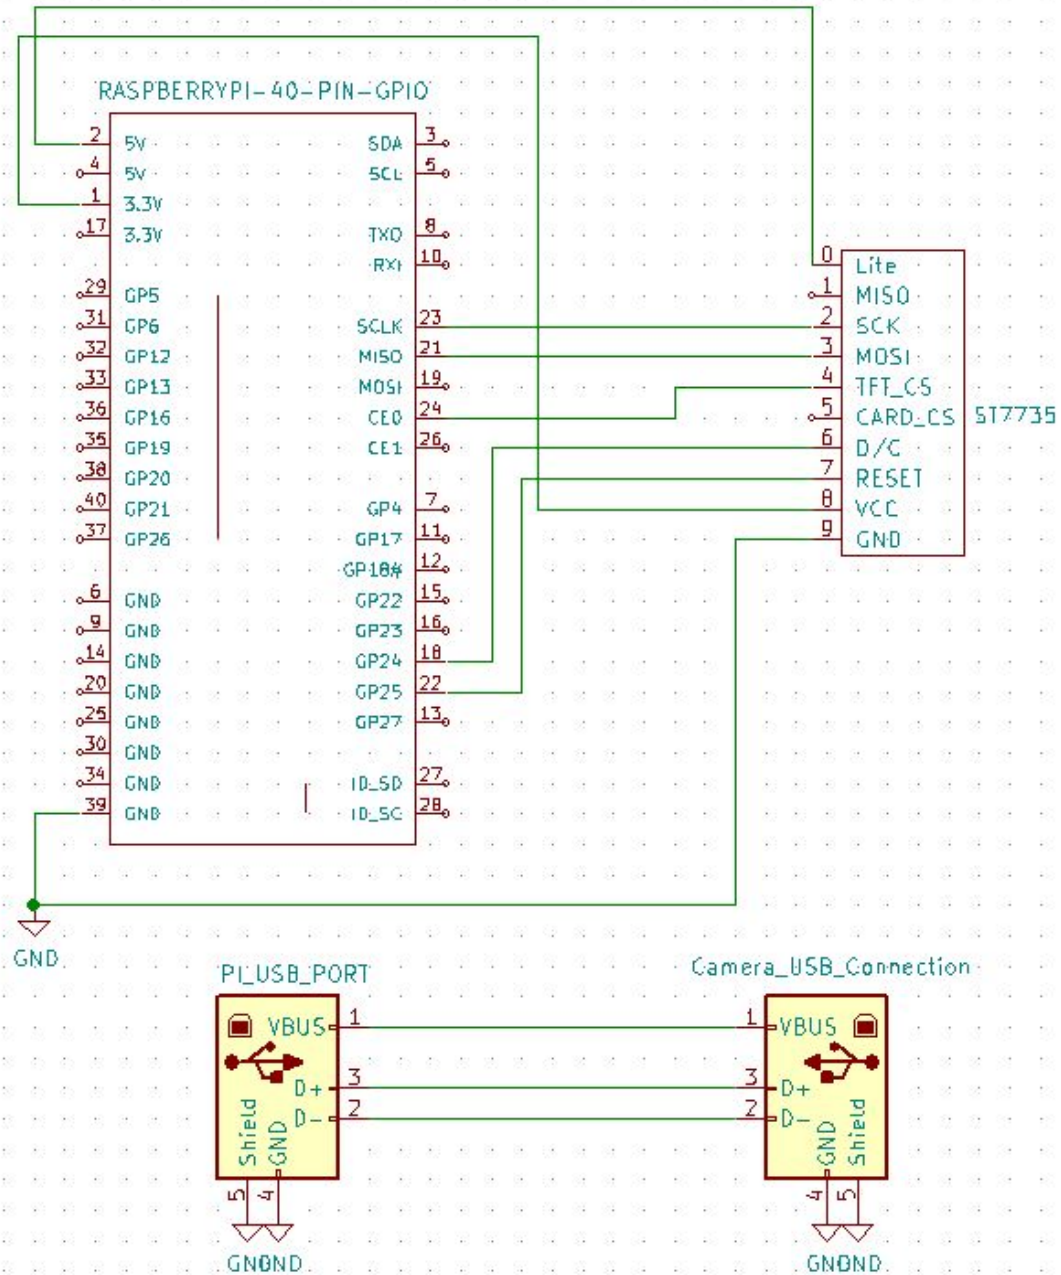 RASPBERRYPI-40-PIN-GPIO
2 5V SDA 3
4 5V SCL 5
1 3.3V
17 3.3V TXO 8
RXI 10
0 Lite
29 GP5
1 MISO
31 GP6 SCLK 23
2 SCK
32 GP12 MISO 21
3 MOSI
33 GP13 MOSI 19
4 TFT_CS
36 GP16 CE0 24
5 CARD_CS ST7735
35 GP19 CE1 26
6 D/C
38 GP20
7 RESET
40 GP21 GP4 7
8 VCC
37 GP26 GP17 11
9 GND
12
6 GND GP22 15
9 GND GP23 16
14 GND GP24 18
20 GND GP25 22
25 GND GP27 13
30 GND
34 GND ID_SD 27
39 GND ID_SC 28
GND
PI_USB_PORT
Camera_USB_Connection
VBUS 1
1 VBUS
D+ 3
3 D+
D- 2
2 D-
Shield GND
GND Shield
5 4
4 5
GND GND
GND GND